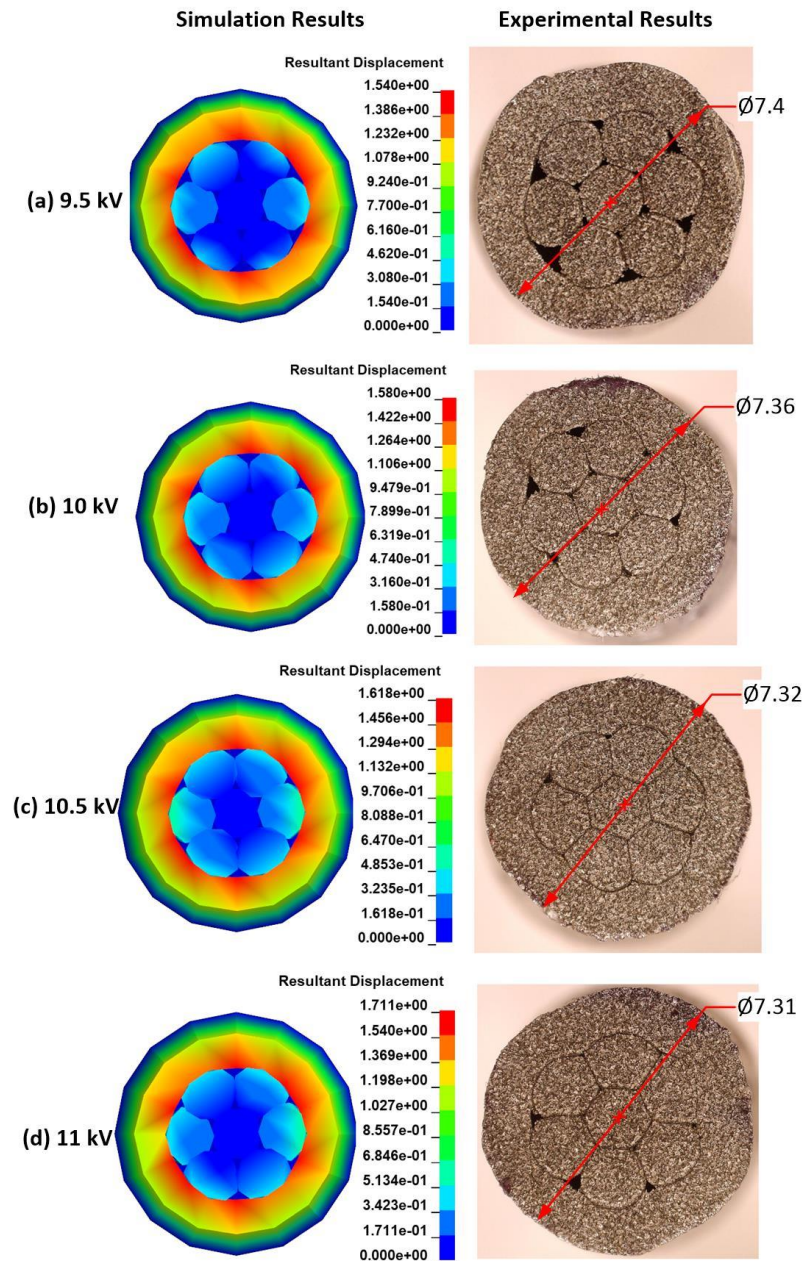 Simulation Results
Experimental Results
Resultant Displacement
1.540e+00
1.386e+00
1.232e+00
1.078e+00
9.240e-01
7.700e-01
6.160e-01
4.620e-01
3.080e-01
1.540e-01
0.000e+00
(a) 9.5 kV
Ø7.4
Resultant Displacement
1.580e+00
1.422e+00
1.264e+00
1.106e+00
9.479e-01
7.899e-01
6.319e-01
4.740e-01
3.160e-01
1.580e-01
0.000e+00
(b) 10 kV
Ø7.36
Resultant Displacement
1.618e+00
1.456e+00
1.294e+00
1.132e+00
9.706e-01
8.088e-01
6.470e-01
4.853e-01
3.235e-01
1.618e-01
0.000e+00
(c) 10.5 kV
Ø7.32
Resultant Displacement
1.711e+00
1.540e+00
1.369e+00
1.198e+00
1.027e+00
8.557e-01
6.846e-01
5.134e-01
3.423e-01
1.711e-01
0.000e+00
(d) 11 kV
Ø7.31